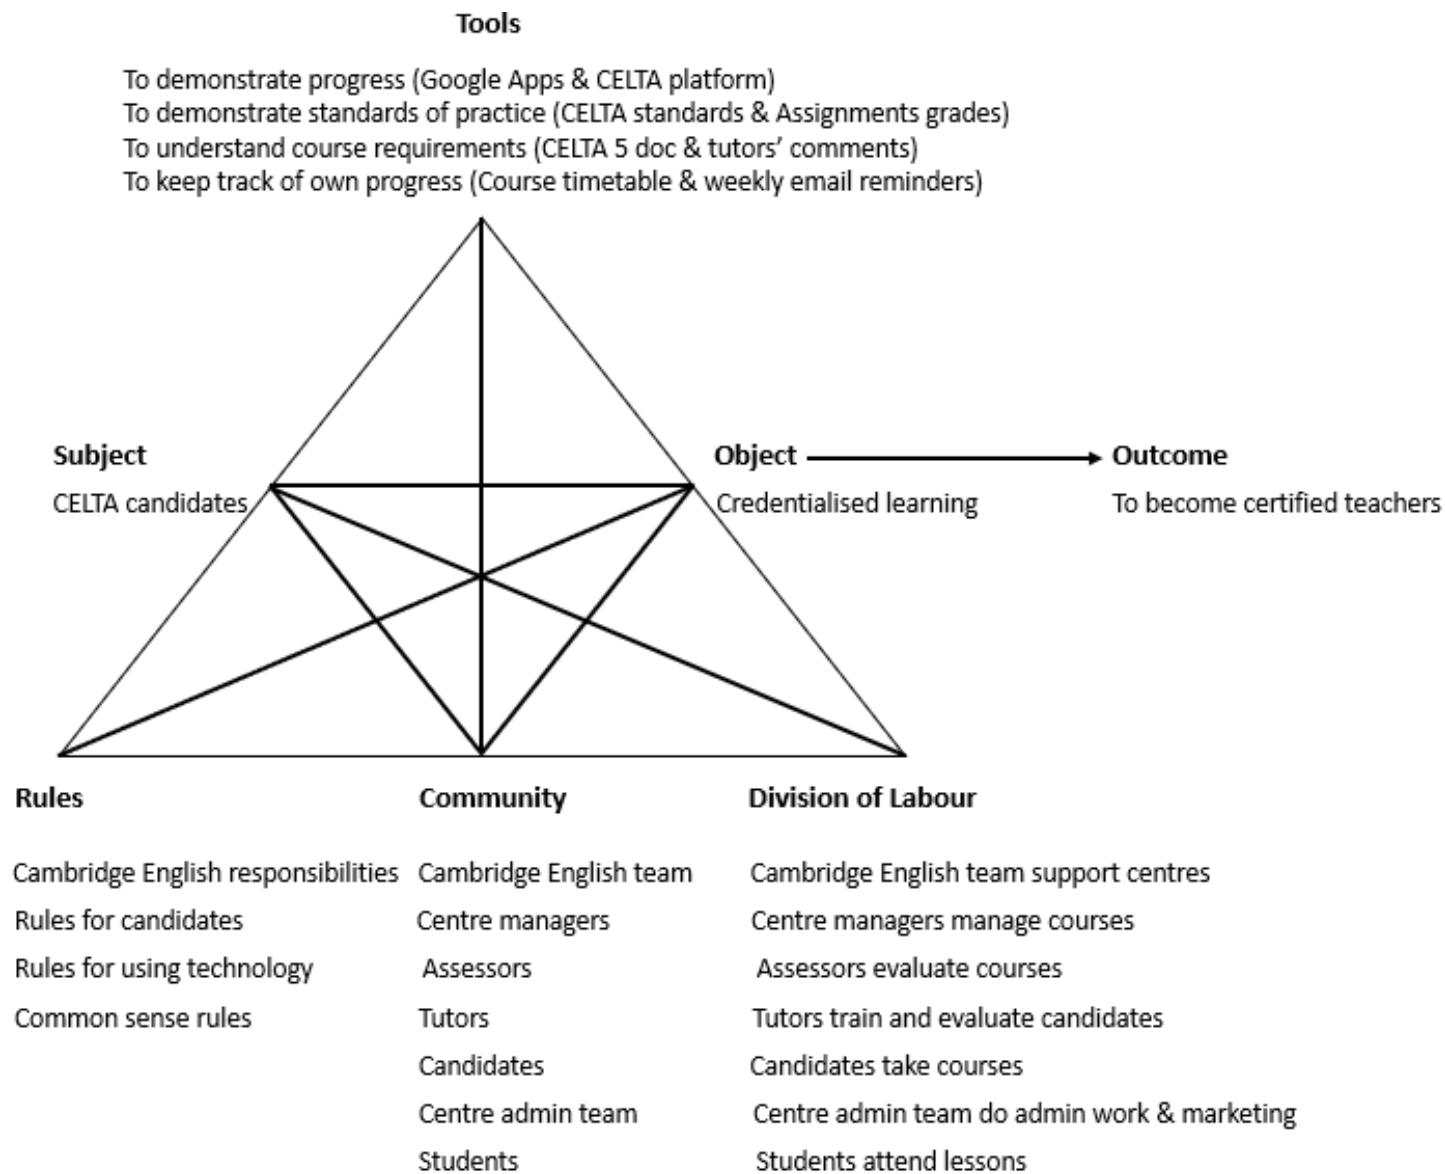 Tools
To demonstrate progress (Google Apps & CELTA platform)
To demonstrate standards of practice (CELTA standards & Assignments grades)
To understand course requirements (CELTA 5 doc & tutors’ comments)
To keep track of own progress (Course timetable & weekly email reminders)
Subject
CELTA candidates
Object
Credentialised learning
Outcome
To become certified teachers
Rules
Cambridge English responsibilities
Rules for candidates
Rules for using technology
Common sense rules
Community
Cambridge English team
Centre managers
Assessors
Tutors
Candidates
Centre admin team
Students
Division of Labour
Cambridge English team support centres
Centre managers manage courses
Assessors evaluate courses
Tutors train and evaluate candidates
Candidates take courses
Centre admin team do admin work & marketing
Students attend lessons